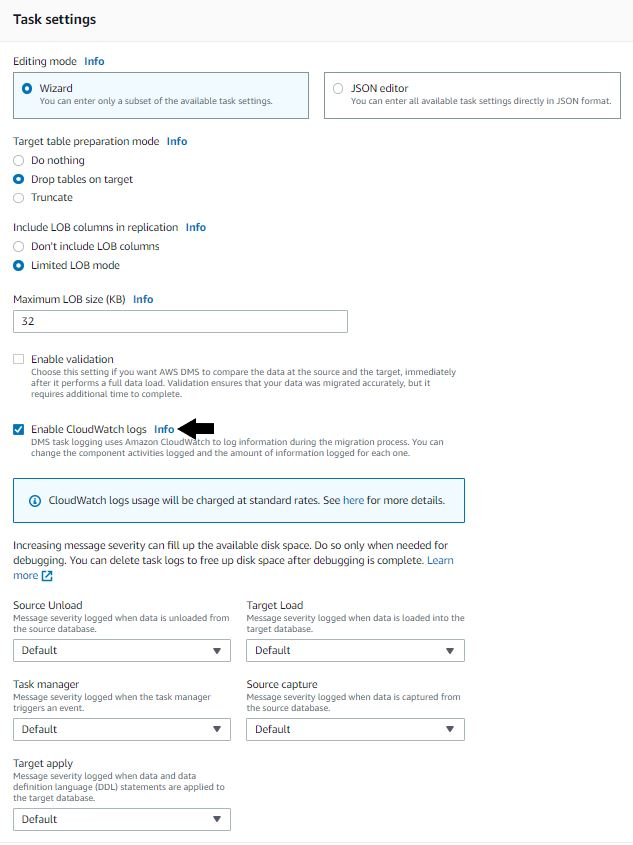 Task settings
Editing mode Info
Wizard
You can enter only a subset of the available task settings.
JSON editor
You can enter all available task settings directly in JSON format.
Target table preparation mode Info
Do nothing
Drop tables on target
Truncate
Include LOB columns in replication Info
Don't include LOB columns
Limited LOB mode
Maximum LOB size (KB) Info
32
Enable validation
Choose this setting if you want AWS DMS to compare the data at the source and the target, immediately
after it performs a full data load. Validation ensures that your data was migrated accurately, but it
requires additional time to complete.
Enable CloudWatch logs Info
DMS task logging uses Amazon CloudWatch to log information during the migration process. You can
change the component activities logged and the amount of information logged for each one.
CloudWatch logs usage will be charged at standard rates. See here for more details.
Increasing message severity can fill up the available disk space. Do so only when needed for
debugging. You can delete task logs to free up disk space after debugging is complete. Learn
more
Source Unload
Message severity logged when data is unloaded from
the source database.
Default
Target Load
Message severity logged when data is loaded into the
target database.
Default
Task manager
Message severity logged when the task manager
triggers an event.
Default
Source capture
Message severity logged when data is captured from
the source database.
Default
Target apply
Message severity logged when data and data
definition language (DDL) statements are applied to
the target database.
Default